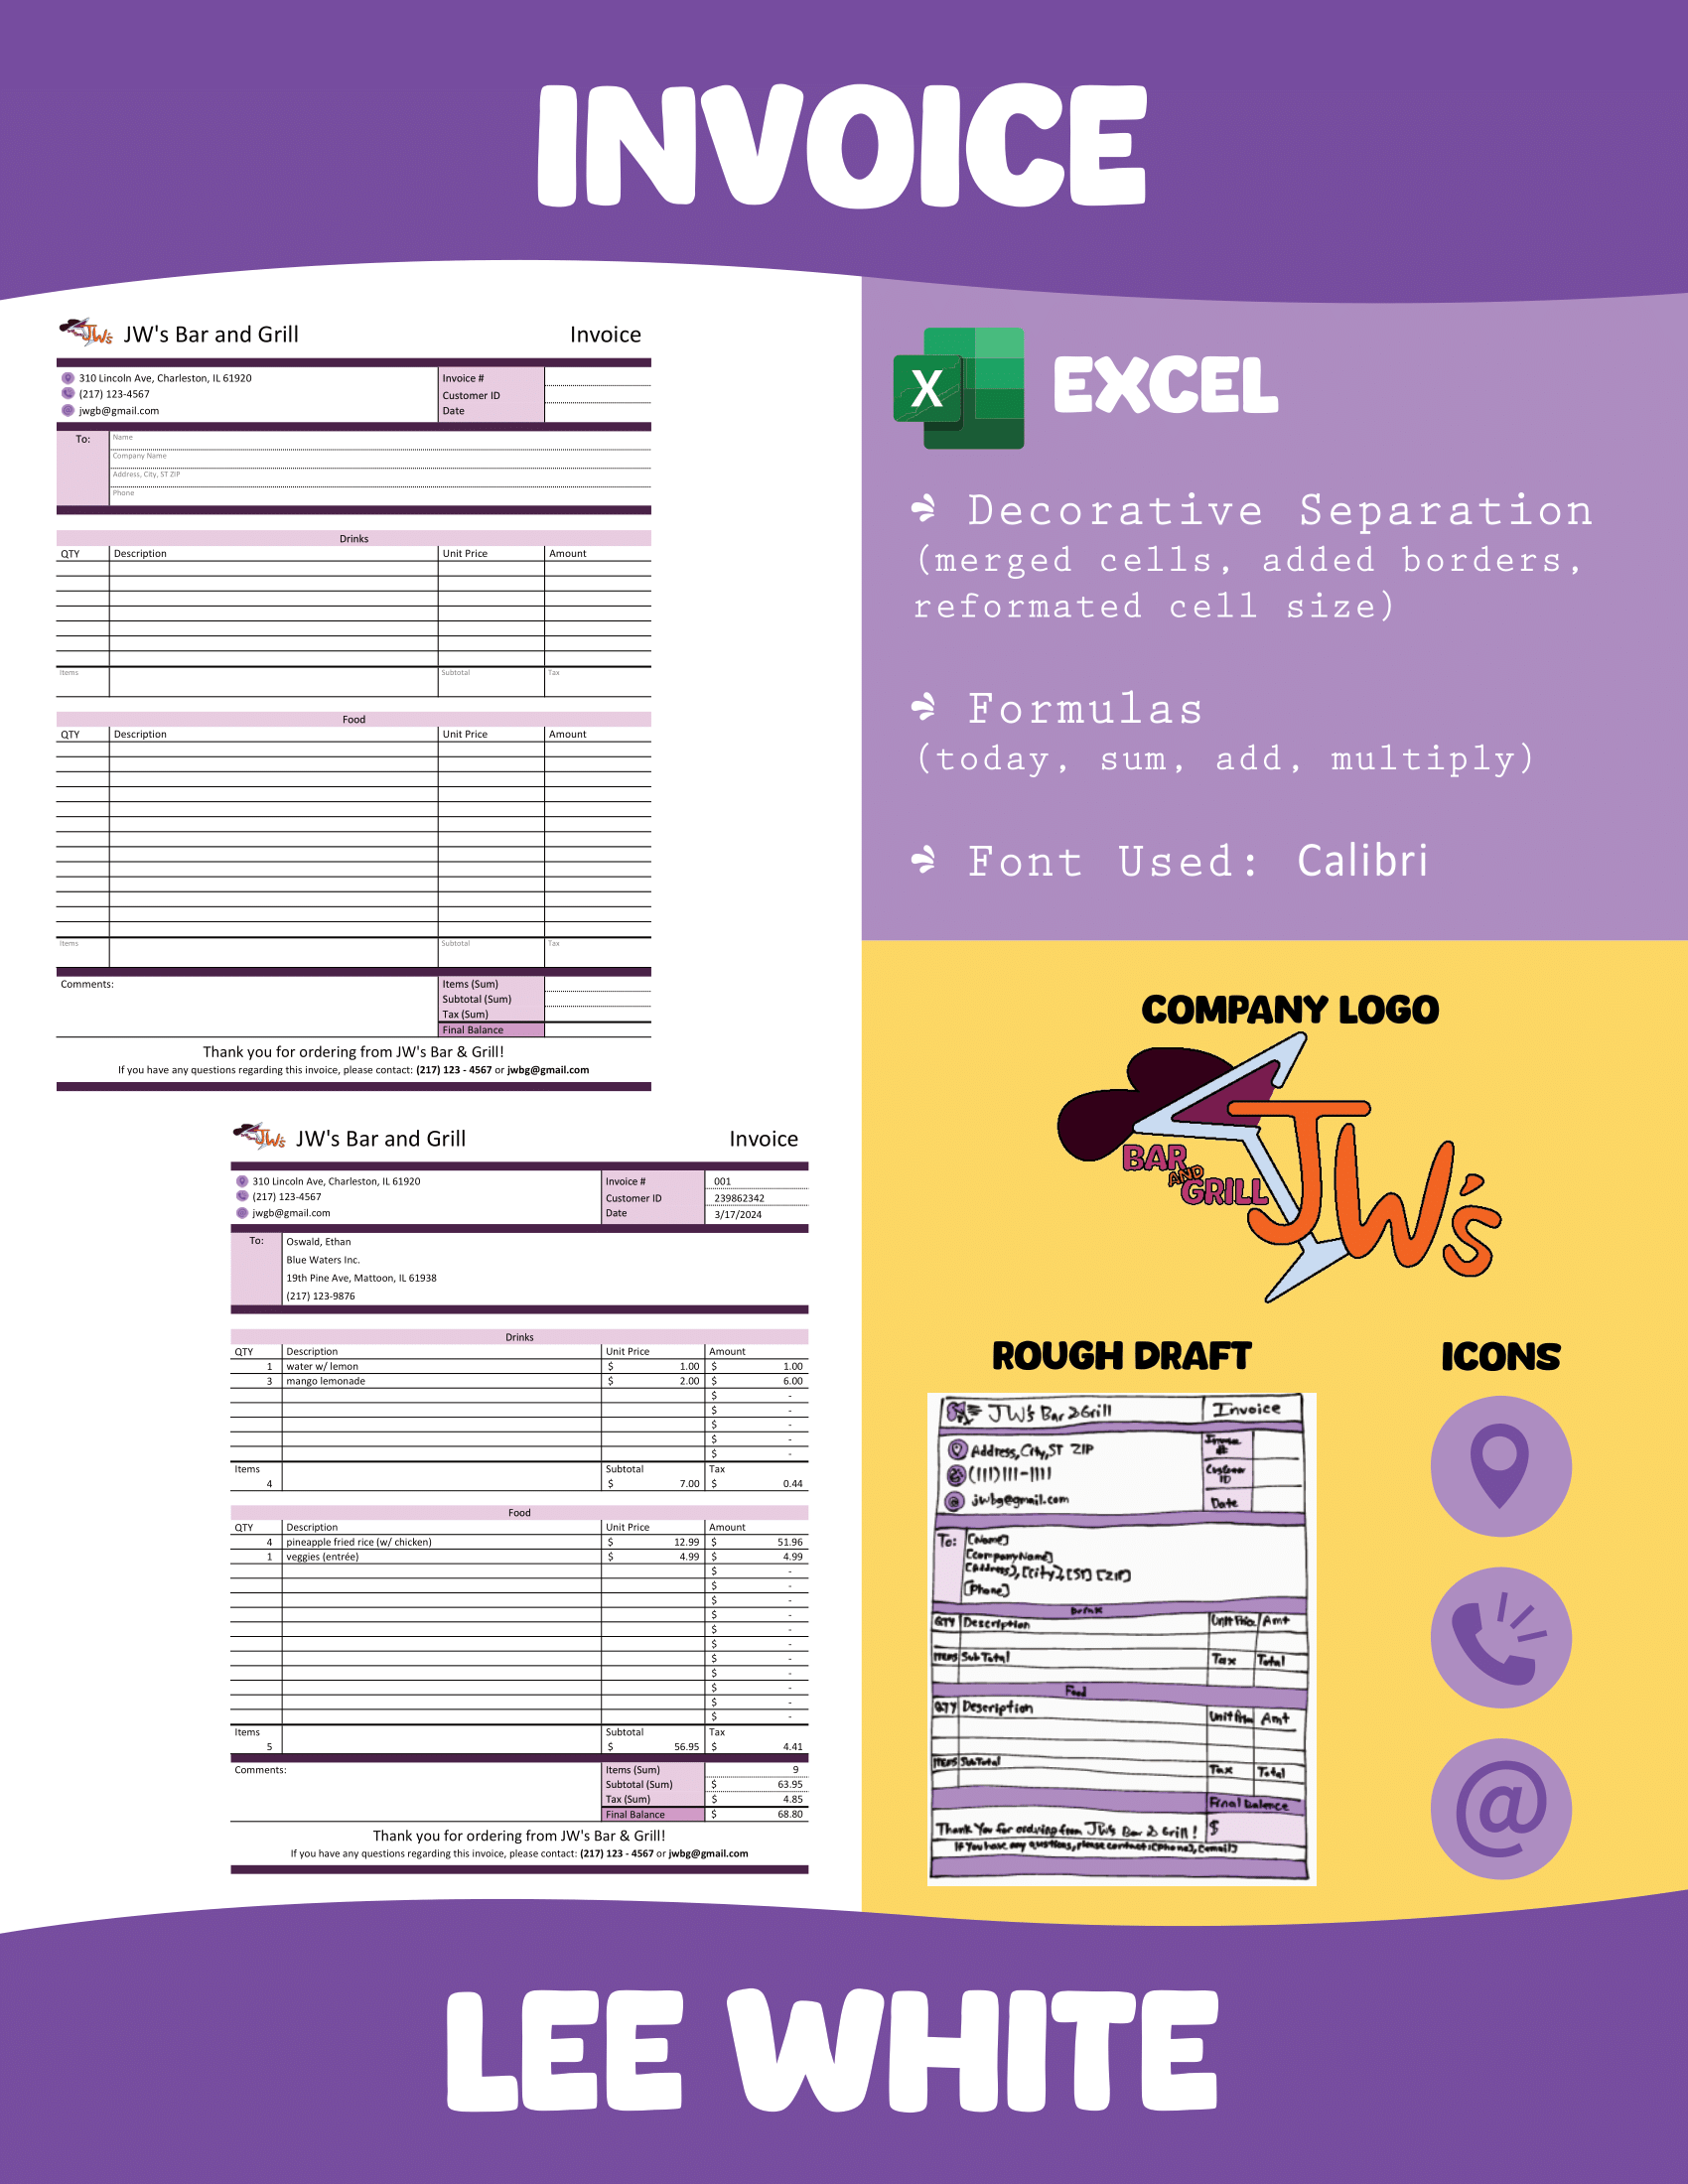 INVOICE
JW's
JW's Bar and Grill Invoice
310 Lincoln Ave, Charleston, IL 61920
(217) 123-4567
jwgb@gmail.com
Invoice #
Customer ID
Date
To:
Name
Company Name
Address, City, ST ZIP
Phone
Drinks
QTY Description Unit Price Amount
Items Subtotal Tax
Food
QTY Description Unit Price Amount
Items Subtotal Tax
Comments:
Items (Sum)
Subtotal (Sum)
Tax (Sum)
Final Balance
Thank you for ordering from JW's Bar & Grill!
If you have any questions regarding this invoice, please contact: (217) 123 - 4567 or jwbg@gmail.com
JW's
JW's Bar and Grill Invoice
310 Lincoln Ave, Charleston, IL 61920
(217) 123-4567
jwgb@gmail.com
Invoice # 001
Customer ID 239862342
Date 3/17/2024
To: Oswald, Ethan
Blue Waters Inc.
19th Pine Ave, Mattoon, IL 61938
(217) 123-9876
Drinks
QTY Description Unit Price Amount
1 water w/ lemon $ 1.00 $ 1.00
3 mango lemonade $ 2.00 $ 6.00
$ -
$ -
$ -
$ -
$ -
Items Subtotal Tax
4 $ 7.00 $ 0.44
Food
QTY Description Unit Price Amount
4 pineapple fried rice (w/ chicken) $ 12.99 $ 51.96
1 veggies (entrée) $ 4.99 $ 4.99
$ -
$ -
$ -
$ -
$ -
$ -
$ -
$ -
$ -
$ -
$ -
Items Subtotal Tax
5 $ 56.95 $ 4.41
Comments:
Items (Sum) 9
Subtotal (Sum) $ 63.95
Tax (Sum) $ 4.85
Final Balance $ 68.80
Thank you for ordering from JW's Bar & Grill!
If you have any questions regarding this invoice, please contact: (217) 123 - 4567 or jwbg@gmail.com
X EXCEL
Decorative Separation
(merged cells, added borders,
reformated cell size)
Formulas
(today, sum, add, multiply)
Font Used: Calibri
COMPANY LOGO
BAR
AND
GRILL
JW's
ROUGH DRAFT
JW's Bar & Grill Invoice
Address, City, ST ZIP
(111) 111-1111
@ jwbg@gmail.com
Invoice
#
Customer
ID
Date
To: [Name]
[Company Name]
[Address], [City], [ST] [ZIP]
[Phone]
Drink
QTY Description Unit Price Amt
Items SubTotal Tax Total
Food
QTY Description Unit Price Amt
Items SubTotal Tax Total
Final Balance
Thank You for ordering from JW's Bar & Grill! $
If You have any questions, please contact: [Phone], [email]
ICONS
@
LEE WHITE